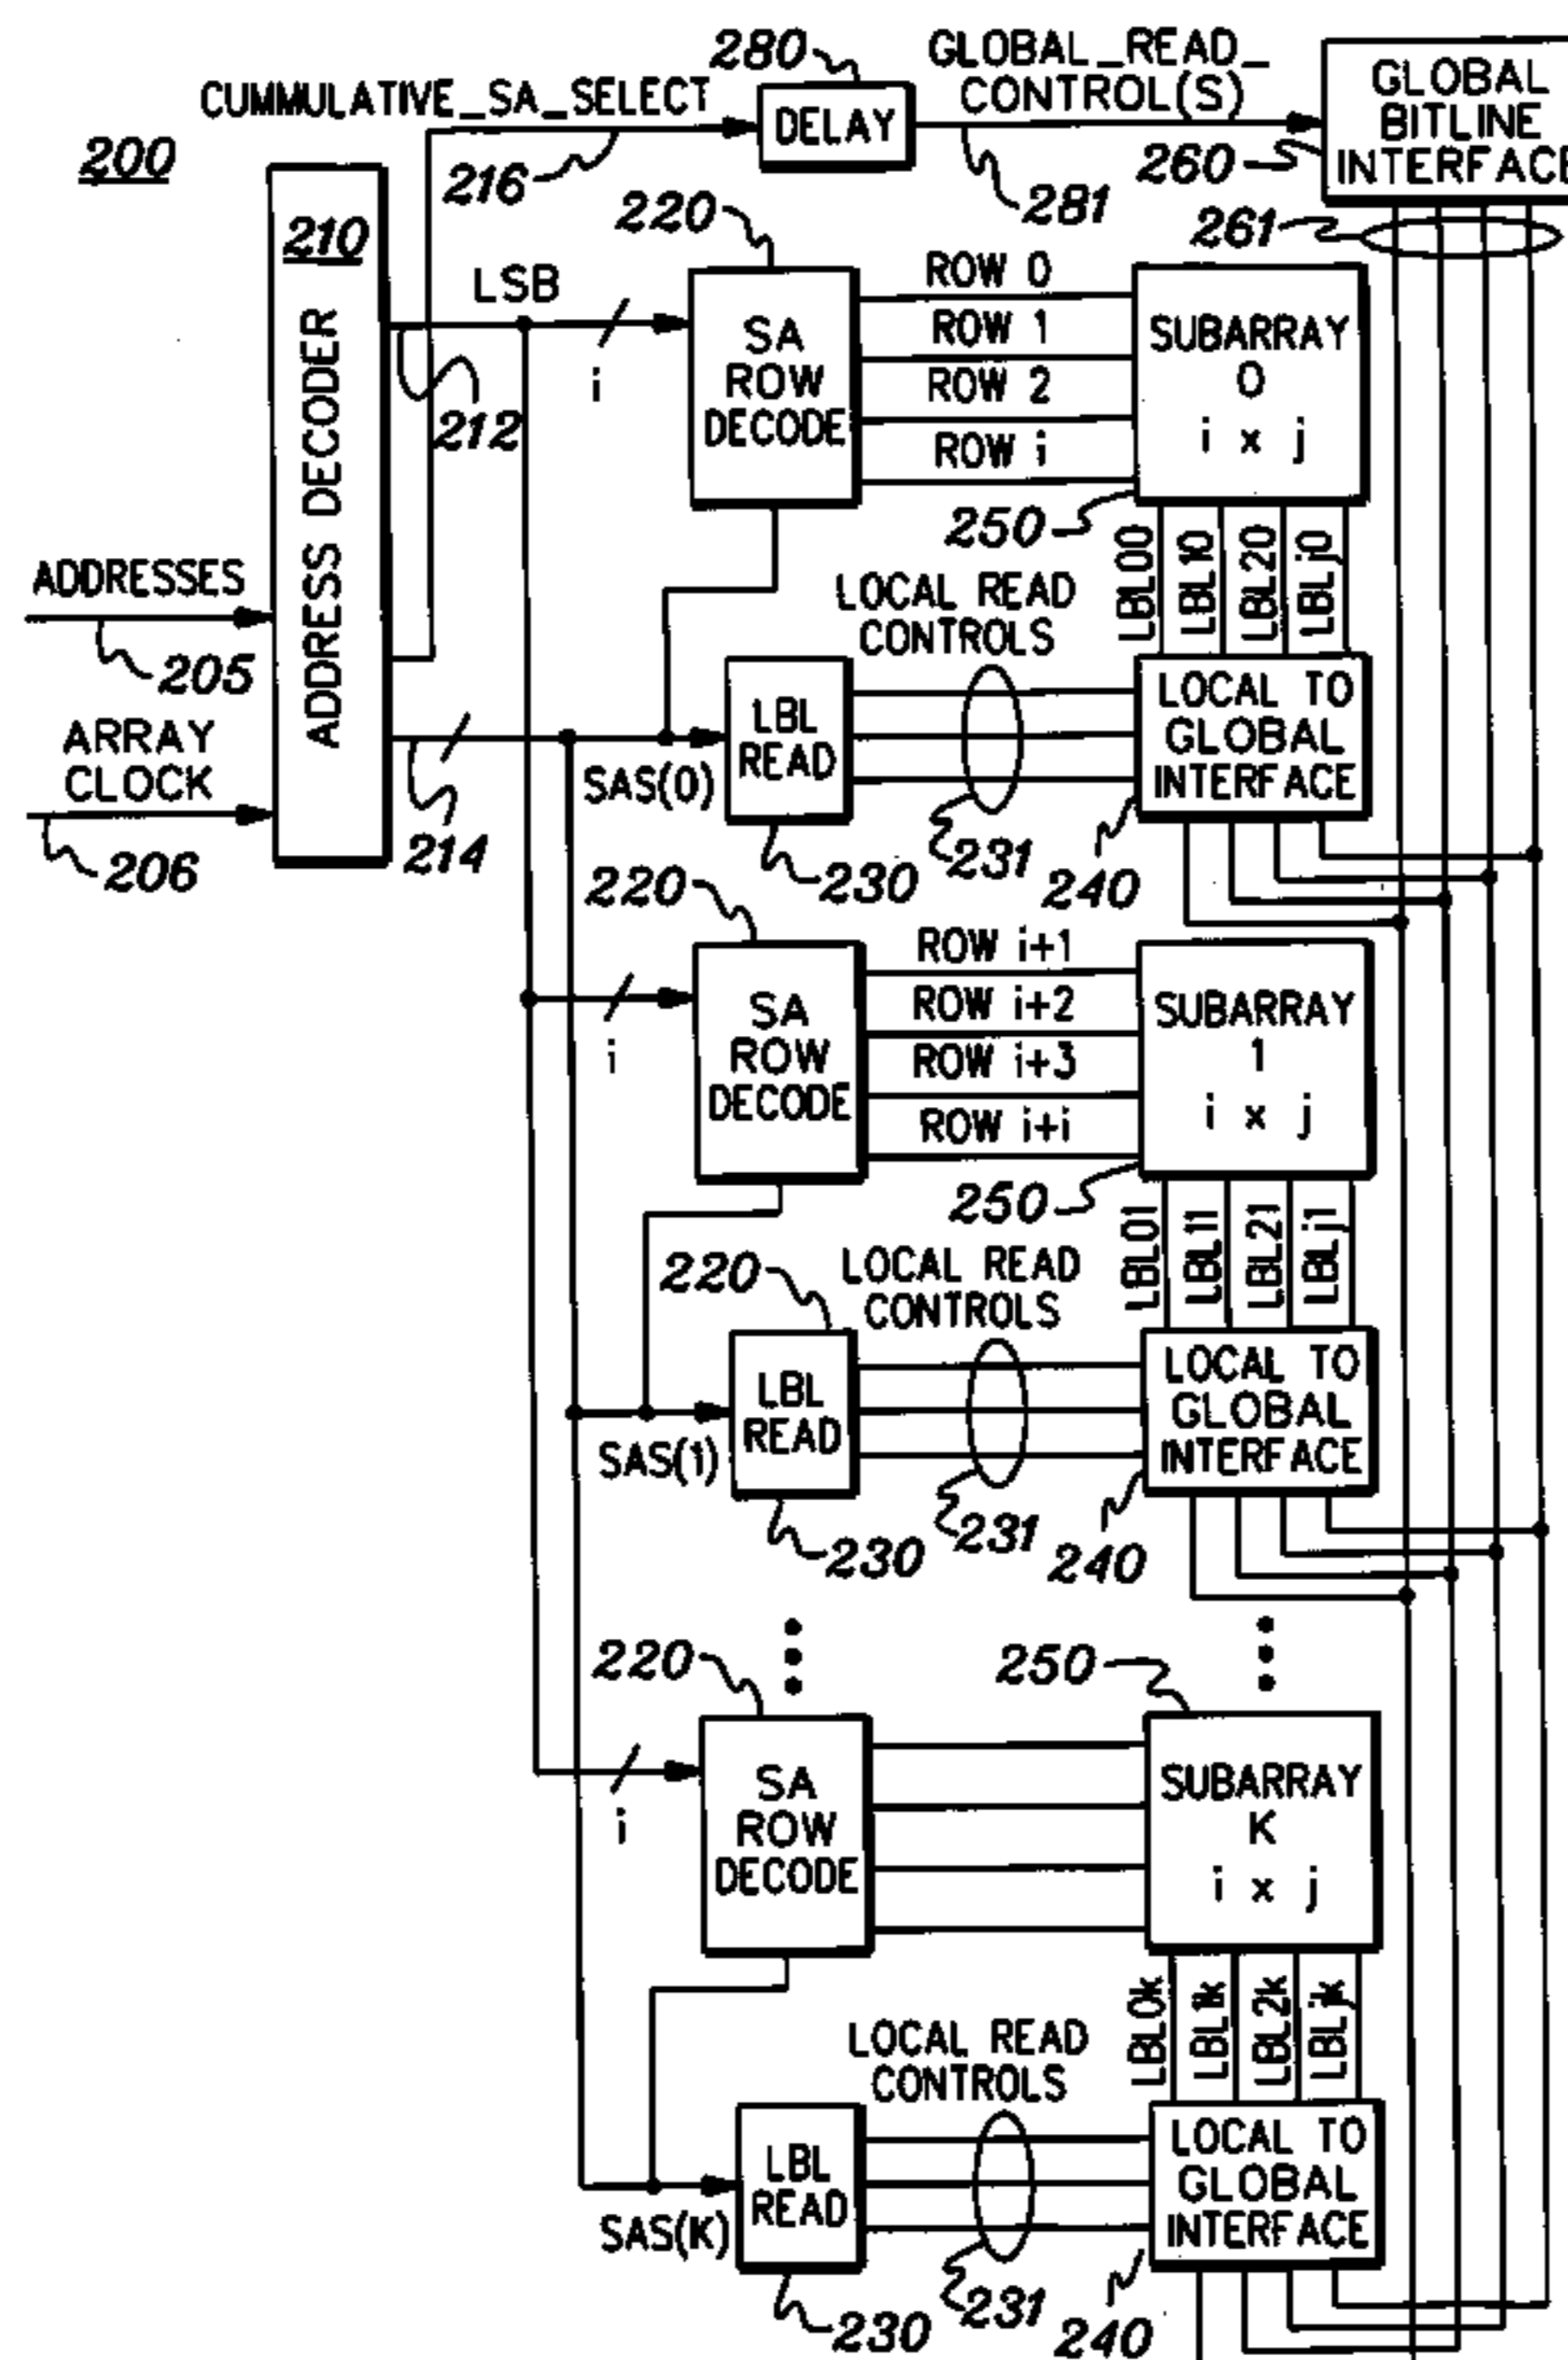 280
GLOBAL_READ_
CONTROL(S)
CUMMULATIVE_SA_SELECT
DELAY
GLOBAL
BITLINE
INTERFACE
200
216
281
260
261
210
220
ADDRESS DECODER
LSB
i
212
SA
ROW
DECODE
ROW 0
ROW 1
ROW 2
ROW i
SUBARRAY
0
i x j
250
LBL00
LBL10
LBL20
LBLj0
ADDRESSES
205
ARRAY
CLOCK
206
214
LOCAL READ
CONTROLS
SAS(0)
LBL
READ
LOCAL TO
GLOBAL
INTERFACE
230
231
240
220
i
SA
ROW
DECODE
ROW i+1
ROW i+2
ROW i+3
ROW i+i
SUBARRAY
1
i x j
250
LBL01
LBL11
LBL21
LBLj1
220
LOCAL READ
CONTROLS
SAS(1)
LBL
READ
LOCAL TO
GLOBAL
INTERFACE
230
231
240
220
250
i
SA
ROW
DECODE
SUBARRAY
K
i x j
LBL0k
LBL1k
LBL2k
LBLjk
LOCAL READ
CONTROLS
SAS(K)
LBL
READ
LOCAL TO
GLOBAL
INTERFACE
230
231
240